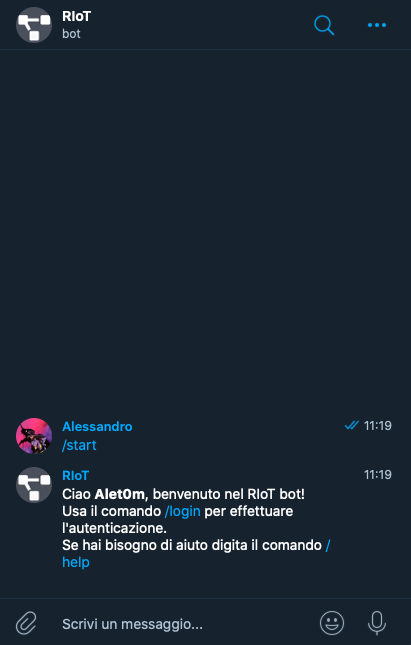 RIoT
bot
Alessandro 11:19
/start
RIoT 11:19
Ciao Alet0m, benvenuto nel RIoT bot!
Usa il comando /login per effettuare
l'autenticazione.
Se hai bisogno di aiuto digita il comando /
help
Scrivi un messaggio...